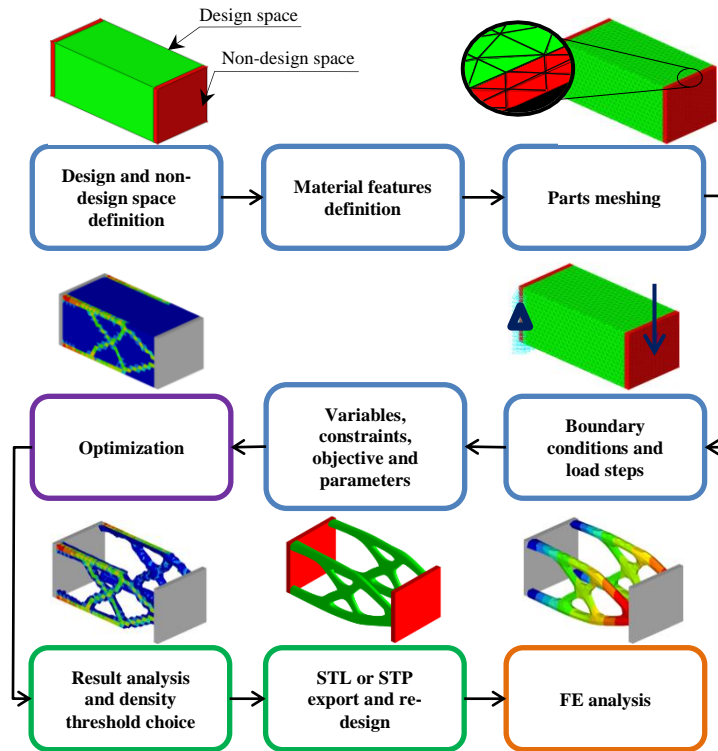 Design space
Non-design space
Design and non-
design space
definition
Material features
definition
Parts meshing
Optimization
Variables,
constraints,
objective and
parameters
Boundary
conditions and
load steps
Result analysis
and density
threshold choice
STL or STP
export and re-
design
FE analysis